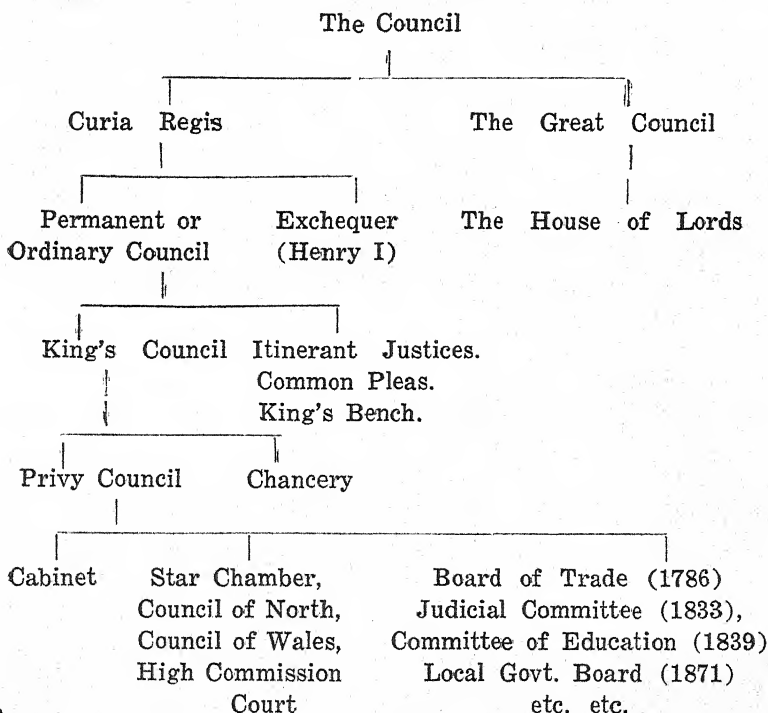 The Council
Curia Regis The Great Council
Permanent or Exchequer The House of Lords
Ordinary Council (Henry I)
King's Council Itinerant Justices.
Common Pleas.
King's Bench.
Privy Council Chancery
Cabinet Star Chamber, Board of Trade (1786)
Council of North, Judicial Committee (1833),
Council of Wales, Committee of Education (1839)
High Commission Local Govt. Board (1871)
Court etc. etc.